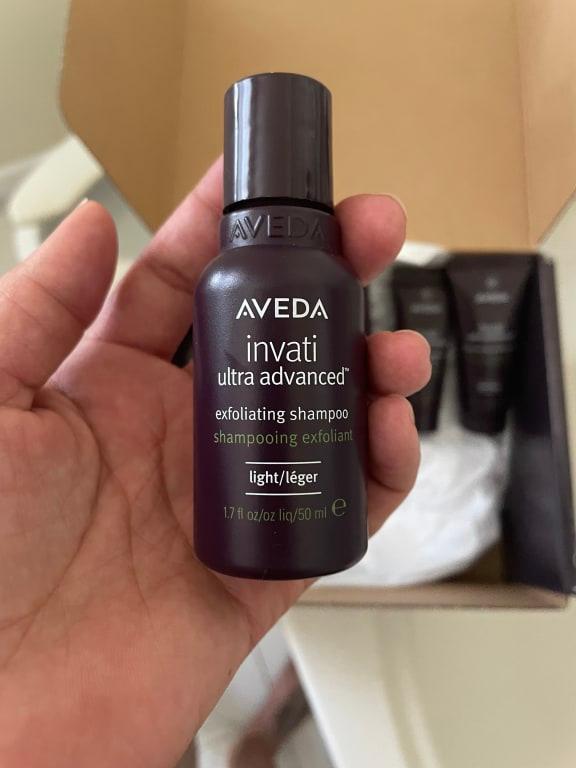 AVEDA
AVEDA
invati
ultra advanced™
exfoliating shampoo
shampooing exfoliant
light/léger
1.7 fl oz/oz liq/50 ml ℮